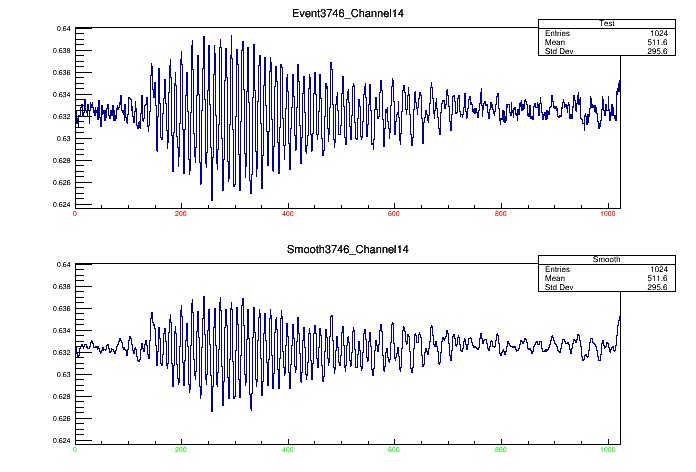 Event3746_Channel14
Test
Entries 1024
Mean 511.6
Std Dev 295.6
0.64
0.638
0.636
0.634
0.632
0.63
0.628
0.626
0.624
0 200 400 600 800 1000
Smooth3746_Channel14
Smooth
Entries 1024
Mean 511.6
Std Dev 295.6
0.64
0.638
0.636
0.634
0.632
0.63
0.628
0.626
0.624
0 200 400 600 800 1000